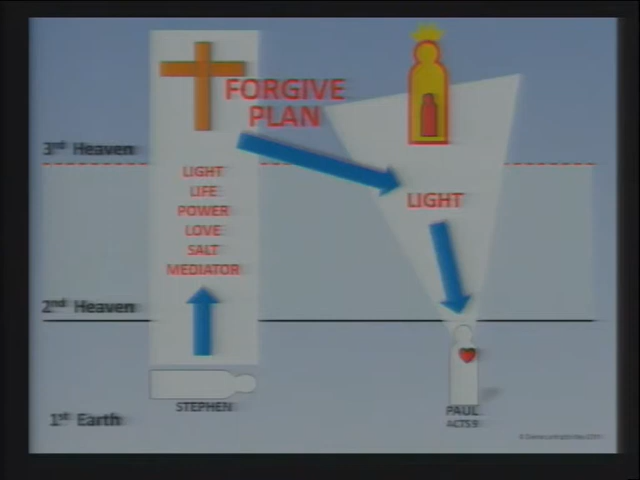 FORGIVE
PLAN
3rd Heaven
LIGHT
LIFE
POWER
LOVE
SALT
MEDIATOR
LIGHT
2nd Heaven
STEPHEN
1st Earth
PAUL
ACTS 9